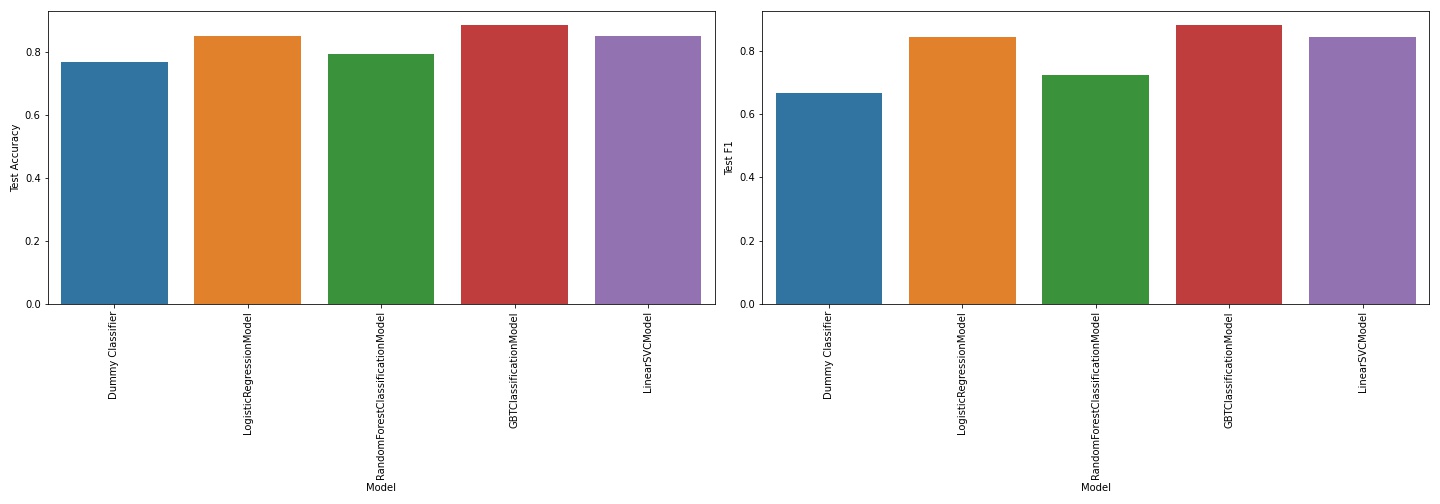 Test Accuracy
0.8
0.6
0.4
0.2
0.0
Dummy Classifier
LogisticRegressionModel
RandomForestClassificationModel
GBTClassificationModel
LinearSVCModel
Model
Test F1
0.8
0.6
0.4
0.2
0.0
Dummy Classifier
LogisticRegressionModel
RandomForestClassificationModel
GBTClassificationModel
LinearSVCModel
Model